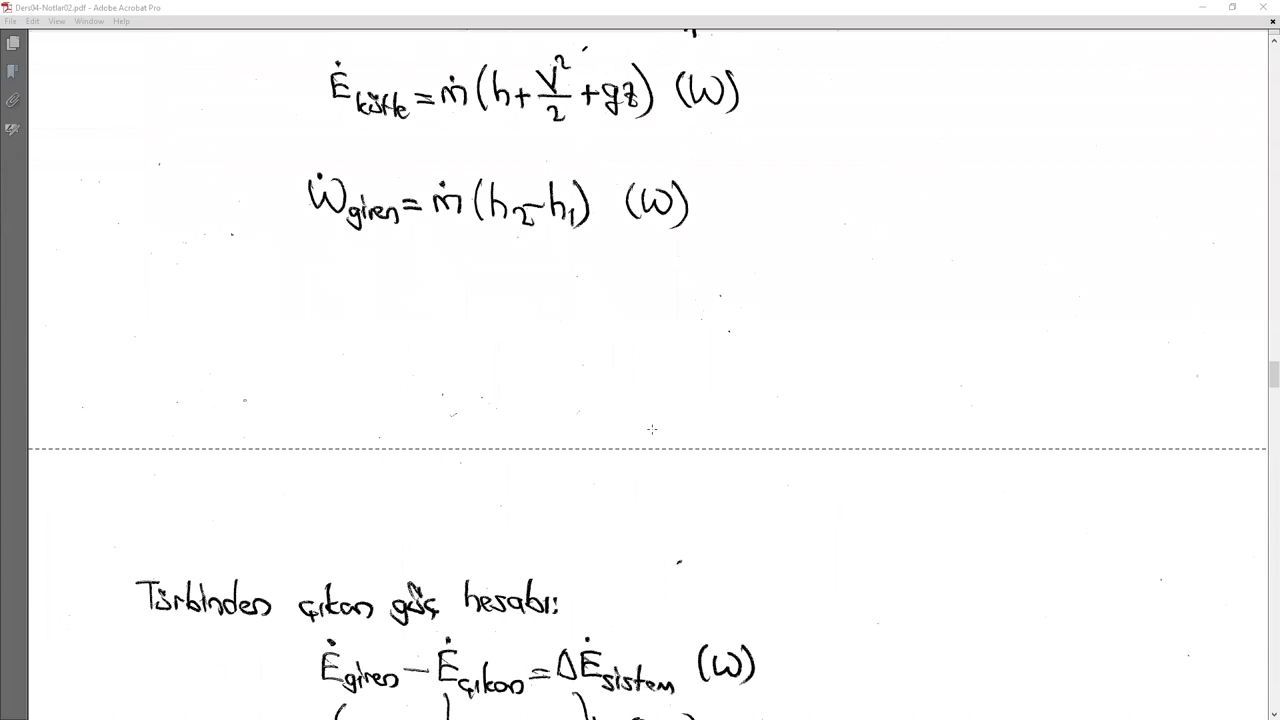 Ders04-Notlar02.pdf - Adobe Acrobat Pro
File Edit View Window Help
Ė_kütle = ṁ(h + V²/2 + gz) (W)
Ẇ_giren = ṁ(h₂ - h₁) (W)
Türbinden çıkan güç hesabı:
Ė_giren - Ė_çıkan = ΔĖ_sistem (W)